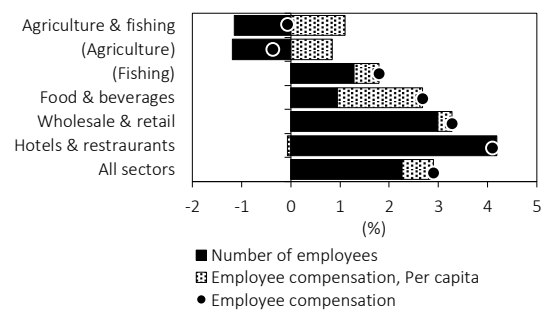 Agriculture & fishing
(Agriculture)
(Fishing)
Food & beverages
Wholesale & retail
Hotels & restraurants
All sectors
-2 -1 0 1 2 3 4 5
(%)
Number of employees
Employee compensation, Per capita
Employee compensation